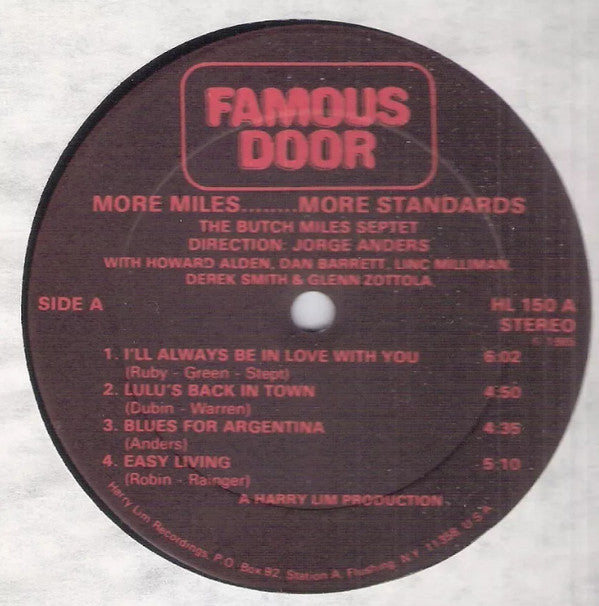 FAMOUS
DOOR
MORE MILES........MORE STANDARDS
THE BUTCH MILES SEPTET
DIRECTION: JORGE ANDERS
WITH HOWARD ALDEN, DAN BARRETT, LINC MILLIMAN,
DEREK SMITH & GLENN ZOTTOLA.
SIDE A
HL 150 A
STEREO
1985
1. I'LL ALWAYS BE IN LOVE WITH YOU 6:02
(Ruby - Green - Stept)
2. LULU'S BACK IN TOWN 4:50
(Dubin - Warren)
3. BLUES FOR ARGENTINA 4:35
(Anders)
4. EASY LIVING 5:10
(Robin - Rainger)
A HARRY LIM PRODUCTION
Harry Lim Recordings, P.O. Box 92, Station A, Flushing, N.Y. 11358, U.S.A.